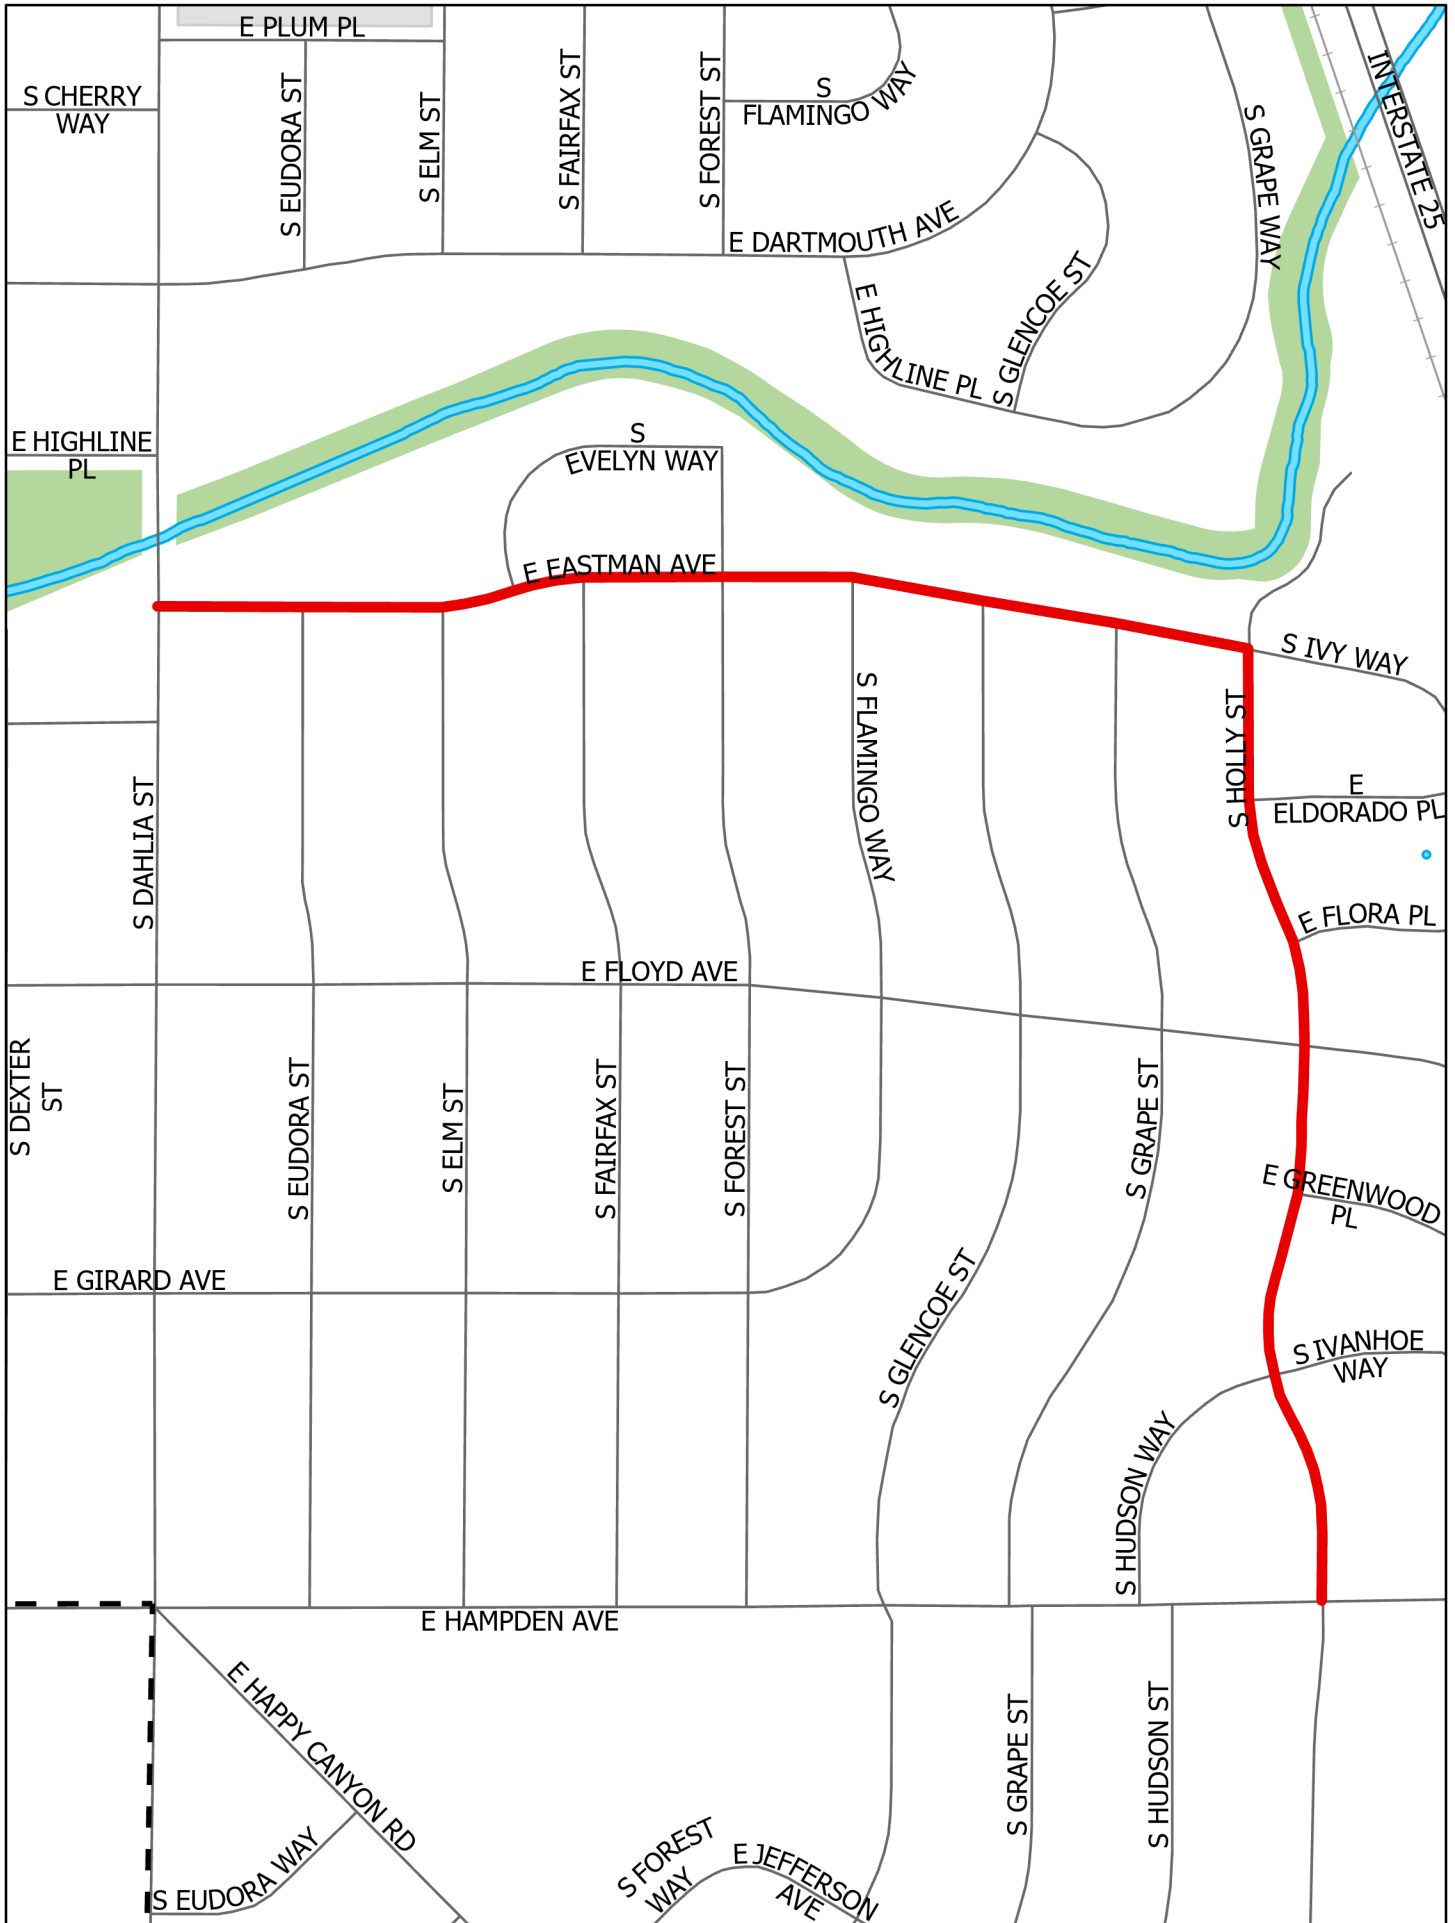 E PLUM PL
S CHERRY
WAY
S EUDORA ST
S ELM ST
S FAIRFAX ST
S FOREST ST
S
FLAMINGO WAY
INTERSTATE 25
S GRAPE WAY
E DARTMOUTH AVE
E HIGHLINE PL
S GLENCOE ST
E HIGHLINE
PL
S
EVELYN WAY
E EASTMAN AVE
S IVY WAY
S HOLLY ST
S FLAMINGO WAY
S DAHLIA ST
E
ELDORADO PL
E FLORA PL
E FLOYD AVE
S DEXTER
ST
S EUDORA ST
S ELM ST
S FAIRFAX ST
S FOREST ST
S GRAPE ST
E GREENWOOD
PL
E GIRARD AVE
S GLENCOE ST
S IVANHOE
WAY
S HUDSON WAY
E HAMPDEN AVE
E HAPPY CANYON RD
S GRAPE ST
S HUDSON ST
S EUDORA WAY
S FOREST
WAY
E JEFFERSON
AVE